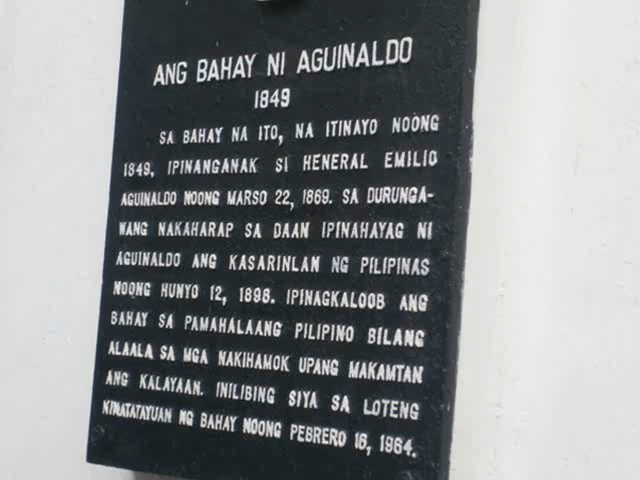 ANG BAHAY NI AGUINALDO
1849
SA BAHAY NA ITO, NA ITINAYO NOONG
1849, IPINANGANAK SI HENERAL EMILIO
AGUINALDO NOONG MARSO 22, 1869. SA DURUNGA-
WANG NAKAHARAP SA DAAN IPINAHAYAG NI
AGUINALDO ANG KASARINLAN NG PILIPINAS
NOONG HUNYO 12, 1898. IPINAGKALOOB ANG
BAHAY SA PAMAHALAANG PILIPINO BILANG
ALAALA SA MGA NAKIHAMOK UPANG MAKAMTAN
ANG KALAYAAN. INILIBING SIYA SA LOTENG
KINATATAYUAN NG BAHAY NOONG PEBRERO 16, 1964.